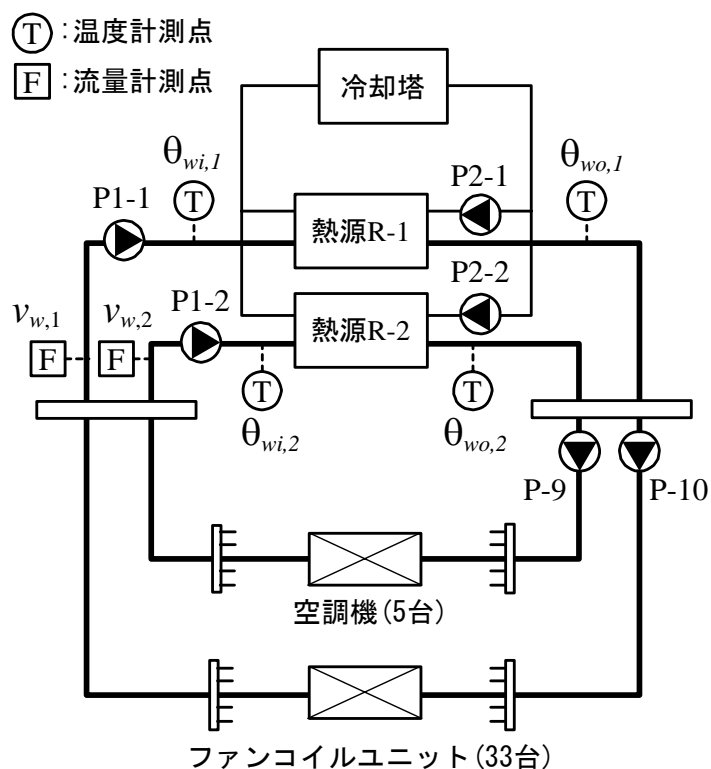 T:温度計測点
F:流量計測点
冷却塔
θwi,1
θwo,1
P1-1
T
P2-1
T
熱源R-1
P1-2
P2-2
vw,1
vw,2
熱源R-2
F
F
T
T
θwi,2
θwo,2
P-9
P-10
空調機(5台)
ファンコイルユニット(33台)